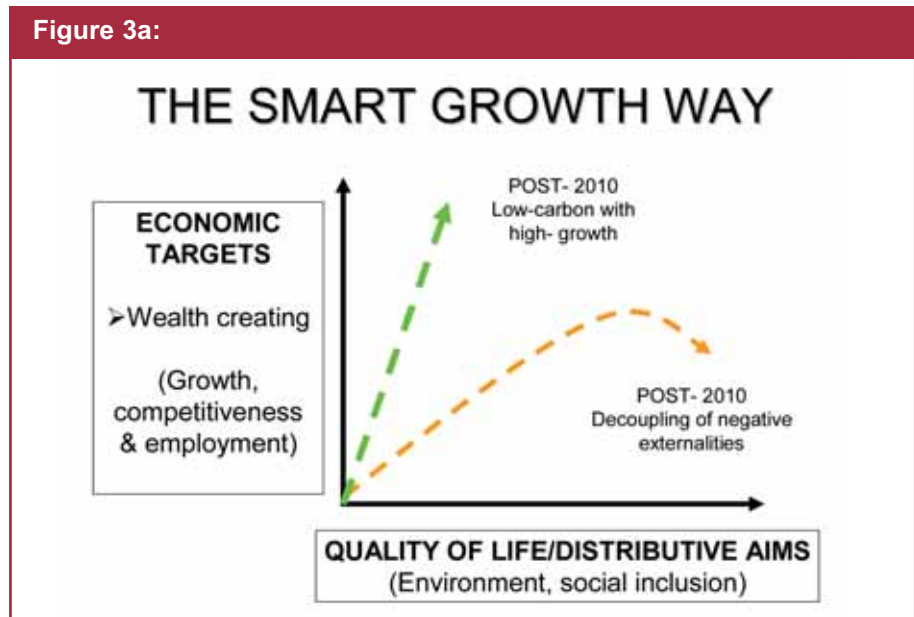 Figure 3a:
THE SMART GROWTH WAY
ECONOMIC
TARGETS
➢Wealth creating
(Growth,
competitiveness
& employment)
POST- 2010
Low-carbon with
high- growth
POST- 2010
Decoupling of negative
externalities
QUALITY OF LIFE/DISTRIBUTIVE AIMS
(Environment, social inclusion)